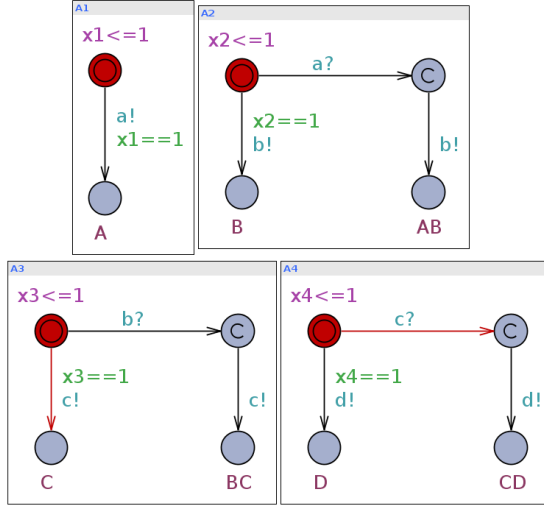 A1
x1<=1
a!
x1==1
A
A2
x2<=1
a?
C
x2==1
b!
b!
B
AB
A3
x3<=1
b?
C
x3==1
c!
c!
C
BC
A4
x4<=1
c?
C
x4==1
d!
d!
D
CD